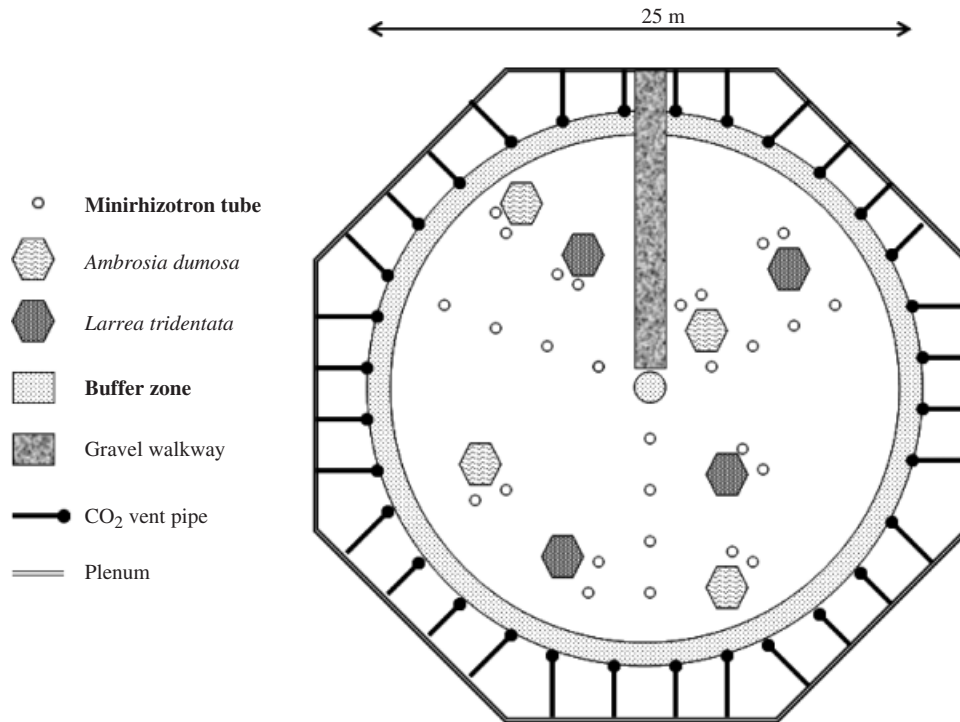 25 m
Minirhizotron tube
Ambrosia dumosa
Larrea tridentata
Buffer zone
Gravel walkway
CO₂ vent pipe
Plenum